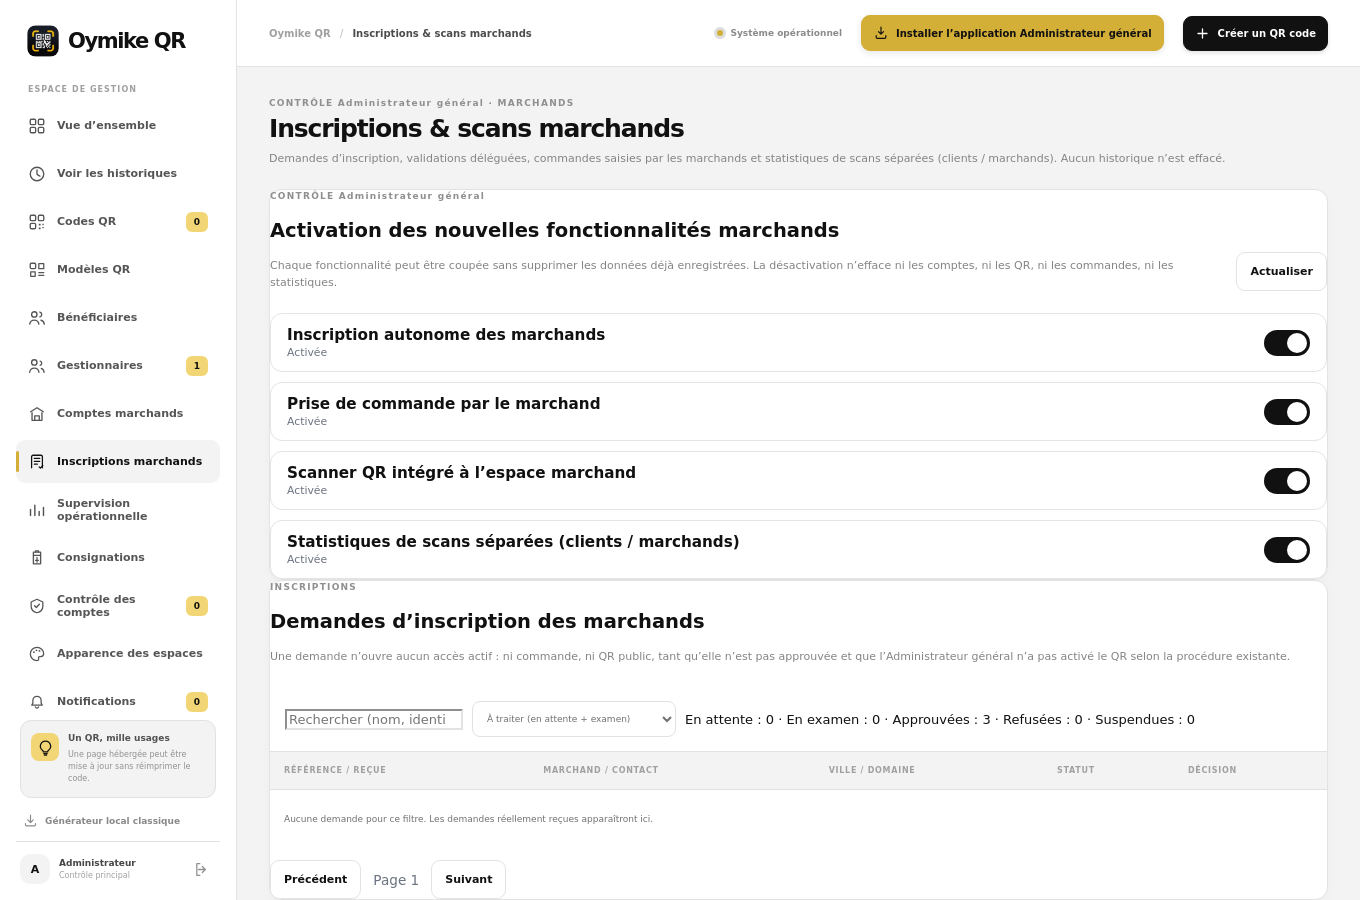 Oymike QR
ESPACE DE GESTION
Vue d’ensemble
Voir les historiques
Codes QR 0
Modèles QR
Bénéficiaires
Gestionnaires 1
Comptes marchands
Inscriptions marchands
Supervision
opérationnelle
Consignations
Contrôle des
comptes 0
Apparence des espaces
Notifications 0
Un QR, mille usages
Une page hébergée peut être
mise à jour sans réimprimer le
code.
Générateur local classique
A
Administrateur
Contrôle principal
Oymike QR / Inscriptions & scans marchands
Système opérationnel
Installer l’application Administrateur général
Créer un QR code
CONTRÔLE Administrateur général · MARCHANDS
Inscriptions & scans marchands
Demandes d’inscription, validations déléguées, commandes saisies par les marchands et statistiques de scans séparées (clients / marchands). Aucun historique n’est effacé.
CONTRÔLE Administrateur général
Activation des nouvelles fonctionnalités marchands
Chaque fonctionnalité peut être coupée sans supprimer les données déjà enregistrées. La désactivation n’efface ni les comptes, ni les QR, ni les commandes, ni les
statistiques.
Actualiser
Inscription autonome des marchands
Activée
Prise de commande par le marchand
Activée
Scanner QR intégré à l’espace marchand
Activée
Statistiques de scans séparées (clients / marchands)
Activée
INSCRIPTIONS
Demandes d’inscription des marchands
Une demande n’ouvre aucun accès actif : ni commande, ni QR public, tant qu’elle n’est pas approuvée et que l’Administrateur général n’a pas activé le QR selon la procédure existante.
Rechercher (nom, identi
À traiter (en attente + examen)
En attente : 0 · En examen : 0 · Approuvées : 3 · Refusées : 0 · Suspendues : 0
RÉFÉRENCE / REÇUE MARCHAND / CONTACT VILLE / DOMAINE STATUT DÉCISION
Aucune demande pour ce filtre. Les demandes réellement reçues apparaîtront ici.
Précédent Page 1 Suivant